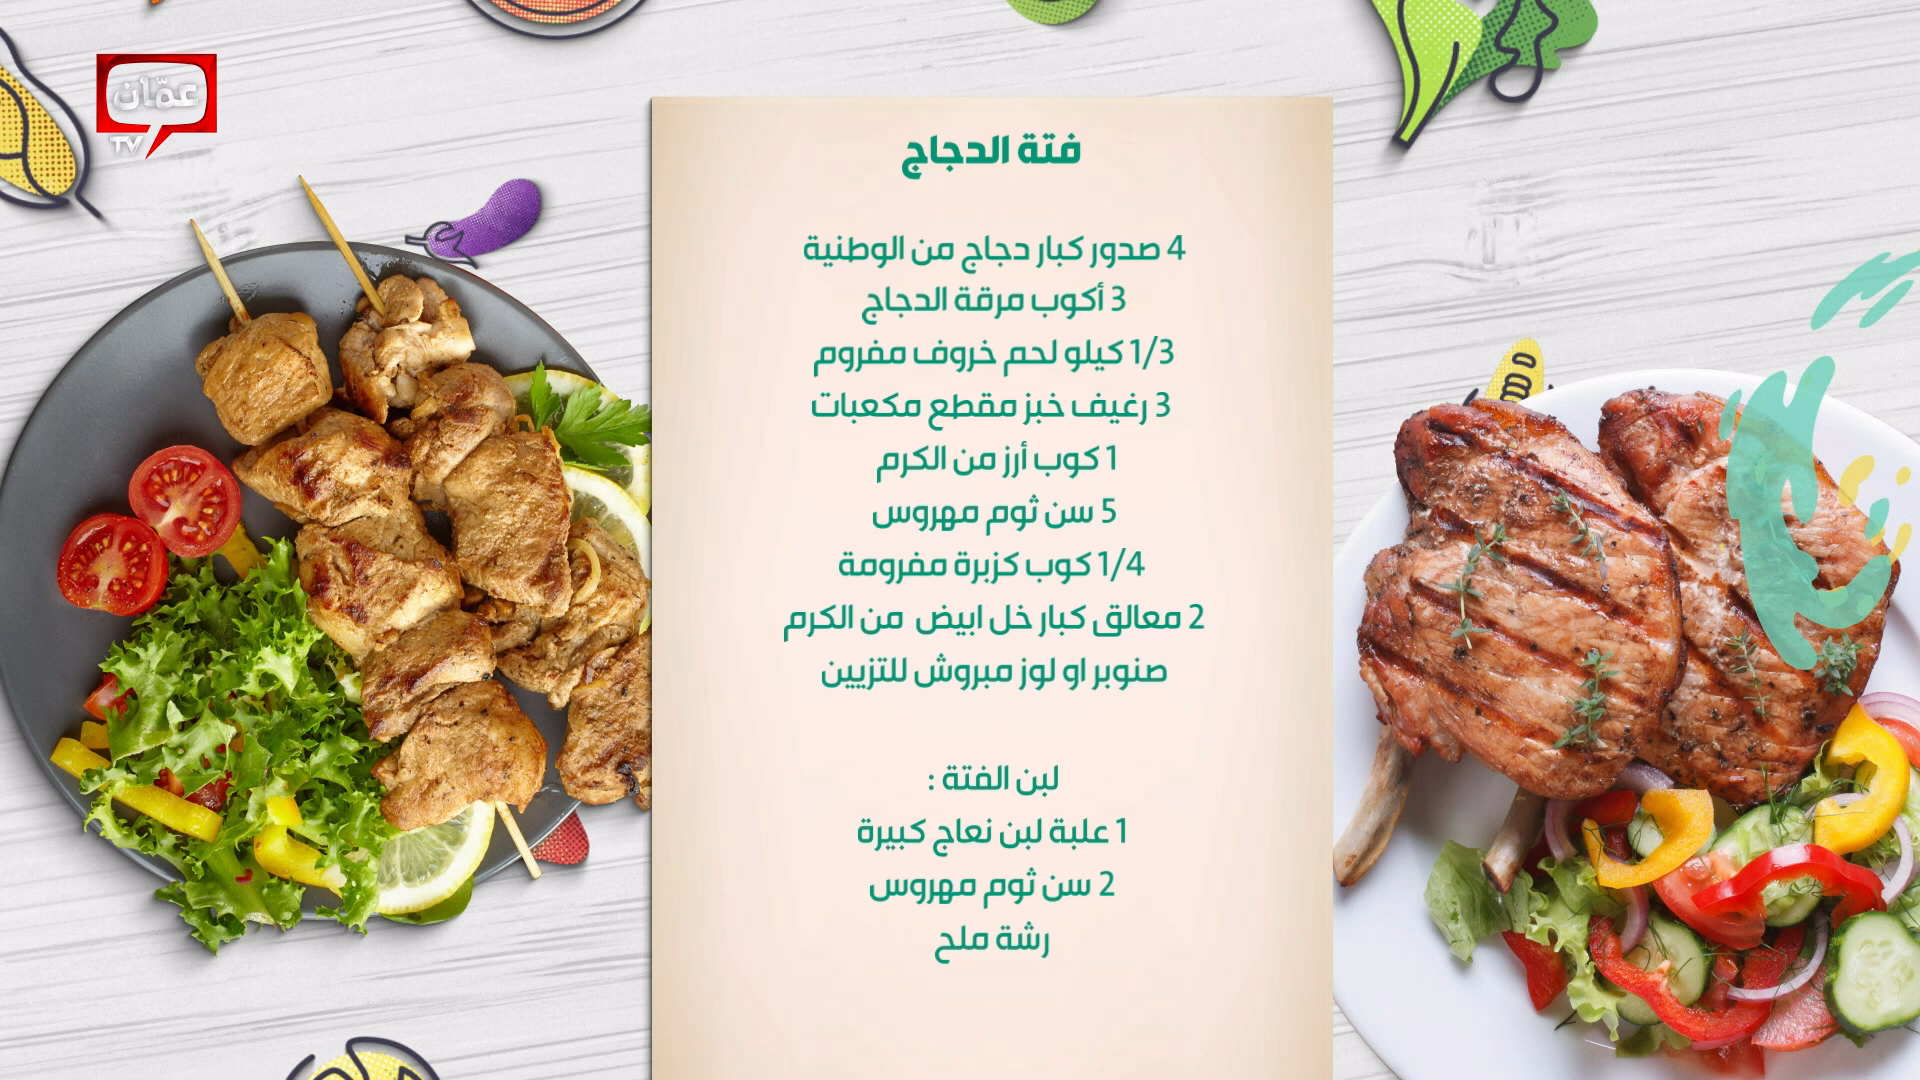 عمّان
TV
فتة الدجاج
4 صدور كبار دجاج من الوطنية
3 أكوب مرقة الدجاج
1/3 كيلو لحم خروف مفروم
3 رغيف خبز مقطع مكعبات
1 كوب أرز من الكرم
5 سن ثوم مهروس
1/4 كوب كزبرة مفرومة
2 معالق كبار خل ابيض من الكرم
صنوبر او لوز مبروش للتزيين
لبن الفتة :
1 علبة لبن نعاج كبيرة
2 سن ثوم مهروس
رشة ملح